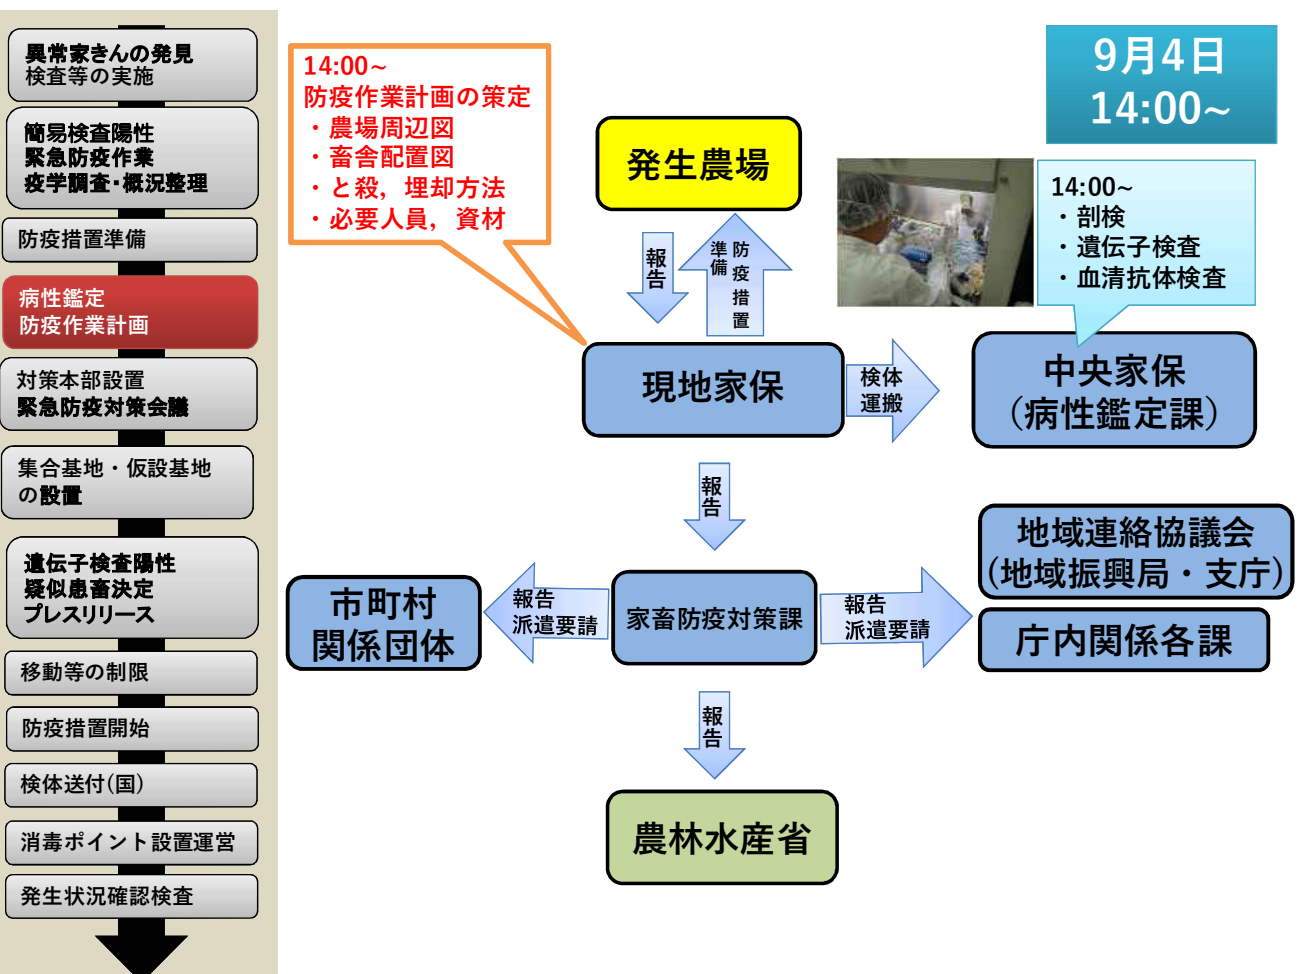 異常家きんの発見
検査等の実施
簡易検査陽性
緊急防疫作業
疫学調査・概況整理
防疫措置準備
病性鑑定
防疫作業計画
対策本部設置
緊急防疫対策会議
集合基地・仮設基地
の設置
遺伝子検査陽性
疑似患畜決定
プレスリリース
移動等の制限
防疫措置開始
検体送付(国)
消毒ポイント設置運営
発生状況確認検査
14:00~
防疫作業計画の策定
・農場周辺図
・畜舎配置図
・と殺，埋却方法
・必要人員，資材
9月4日
14:00~
発生農場
報告
防疫措置
準備
14:00~
・剖検
・遺伝子検査
・血清抗体検査
現地家保
検体
運搬
中央家保
（病性鑑定課）
報告
市町村
関係団体
報告
派遣要請
家畜防疫対策課
報告
派遣要請
地域連絡協議会
(地域振興局・支庁)
庁内関係各課
報告
農林水産省